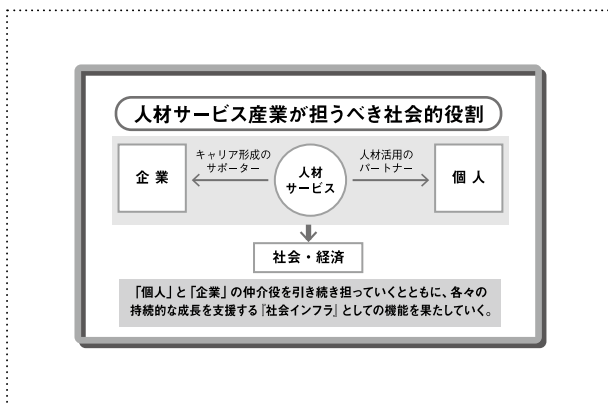 人材サービス産業が担うべき社会的役割
企業
キャリア形成の
サポーター
人材
サービス
人材活用の
パートナー
個人
社会・経済
「個人」と「企業」の仲介役を引き続き担っていくとともに、各々の
持続的な成長を支援する『社会インフラ』としての機能を果たしていく。